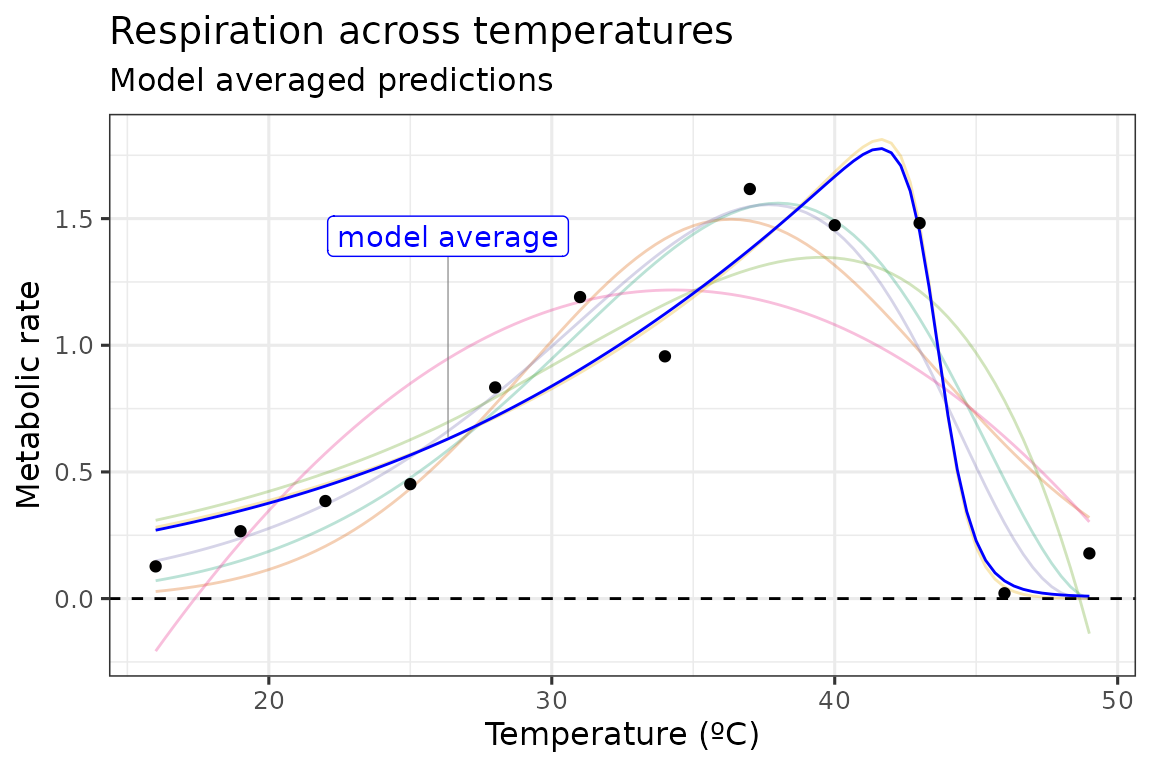 Respiration across temperatures
Model averaged predictions
Metabolic rate
1.5
1.0
0.5
0.0
model average
20 30 40 50
Temperature (ºC)